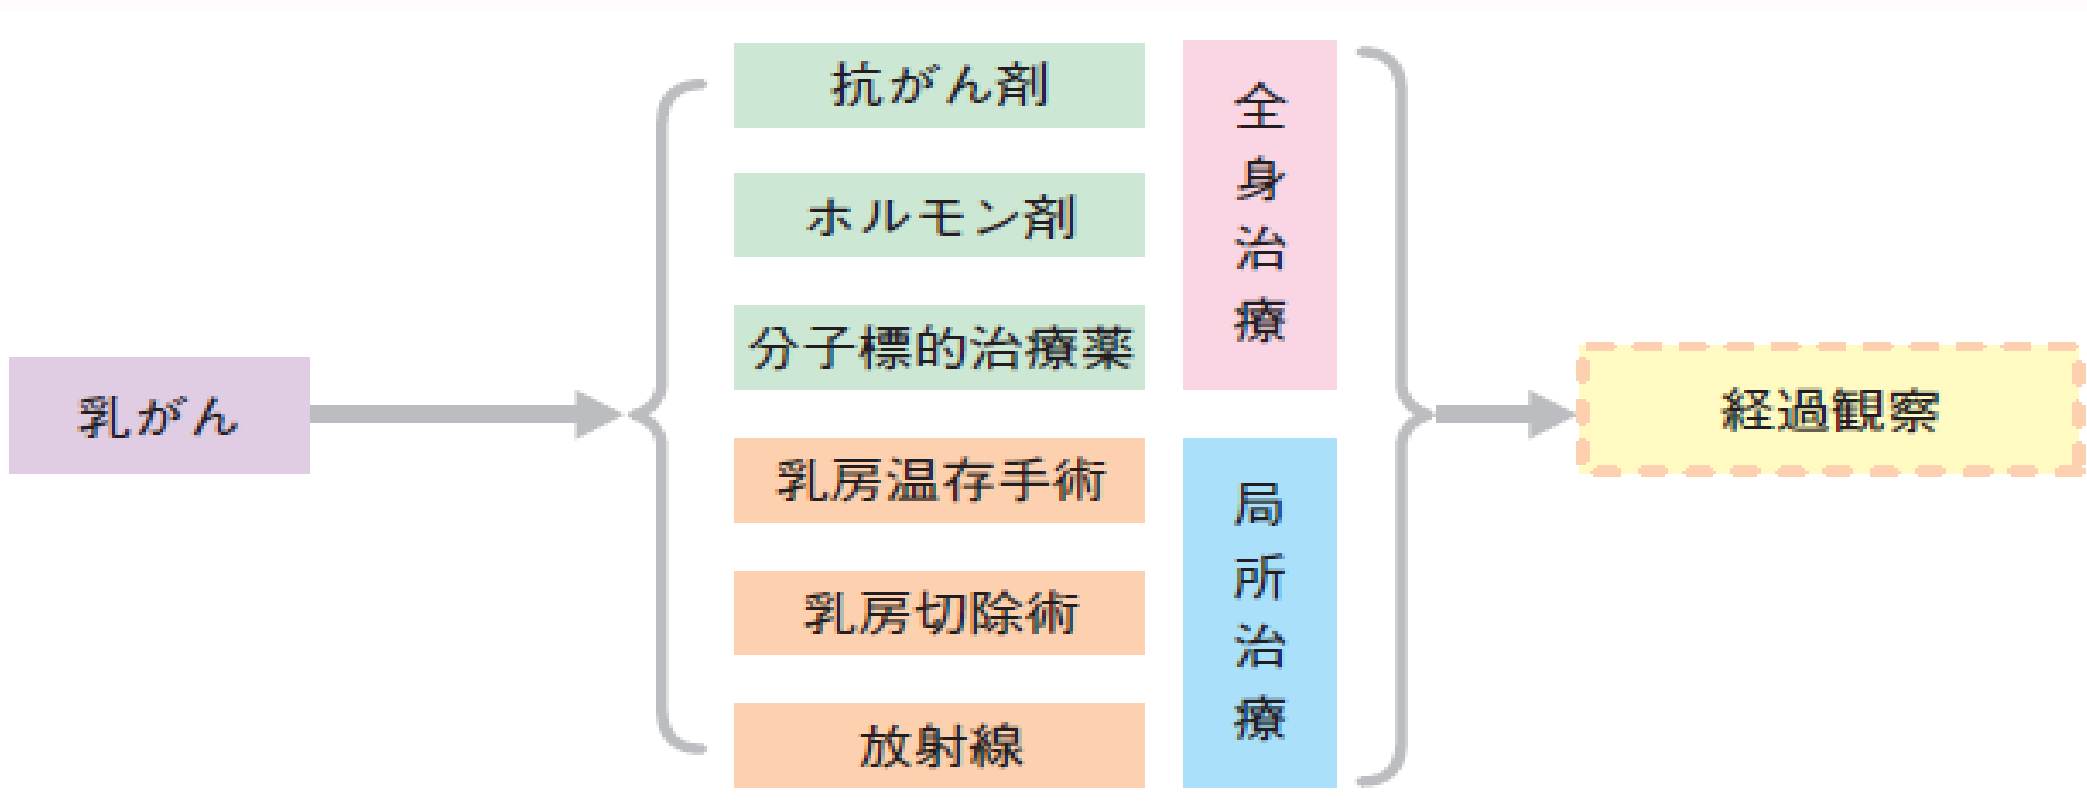 乳がん
抗がん剤
ホルモン剤
分子標的治療薬
乳房温存手術
乳房切除術
放射線
全身治療
局所治療
経過観察